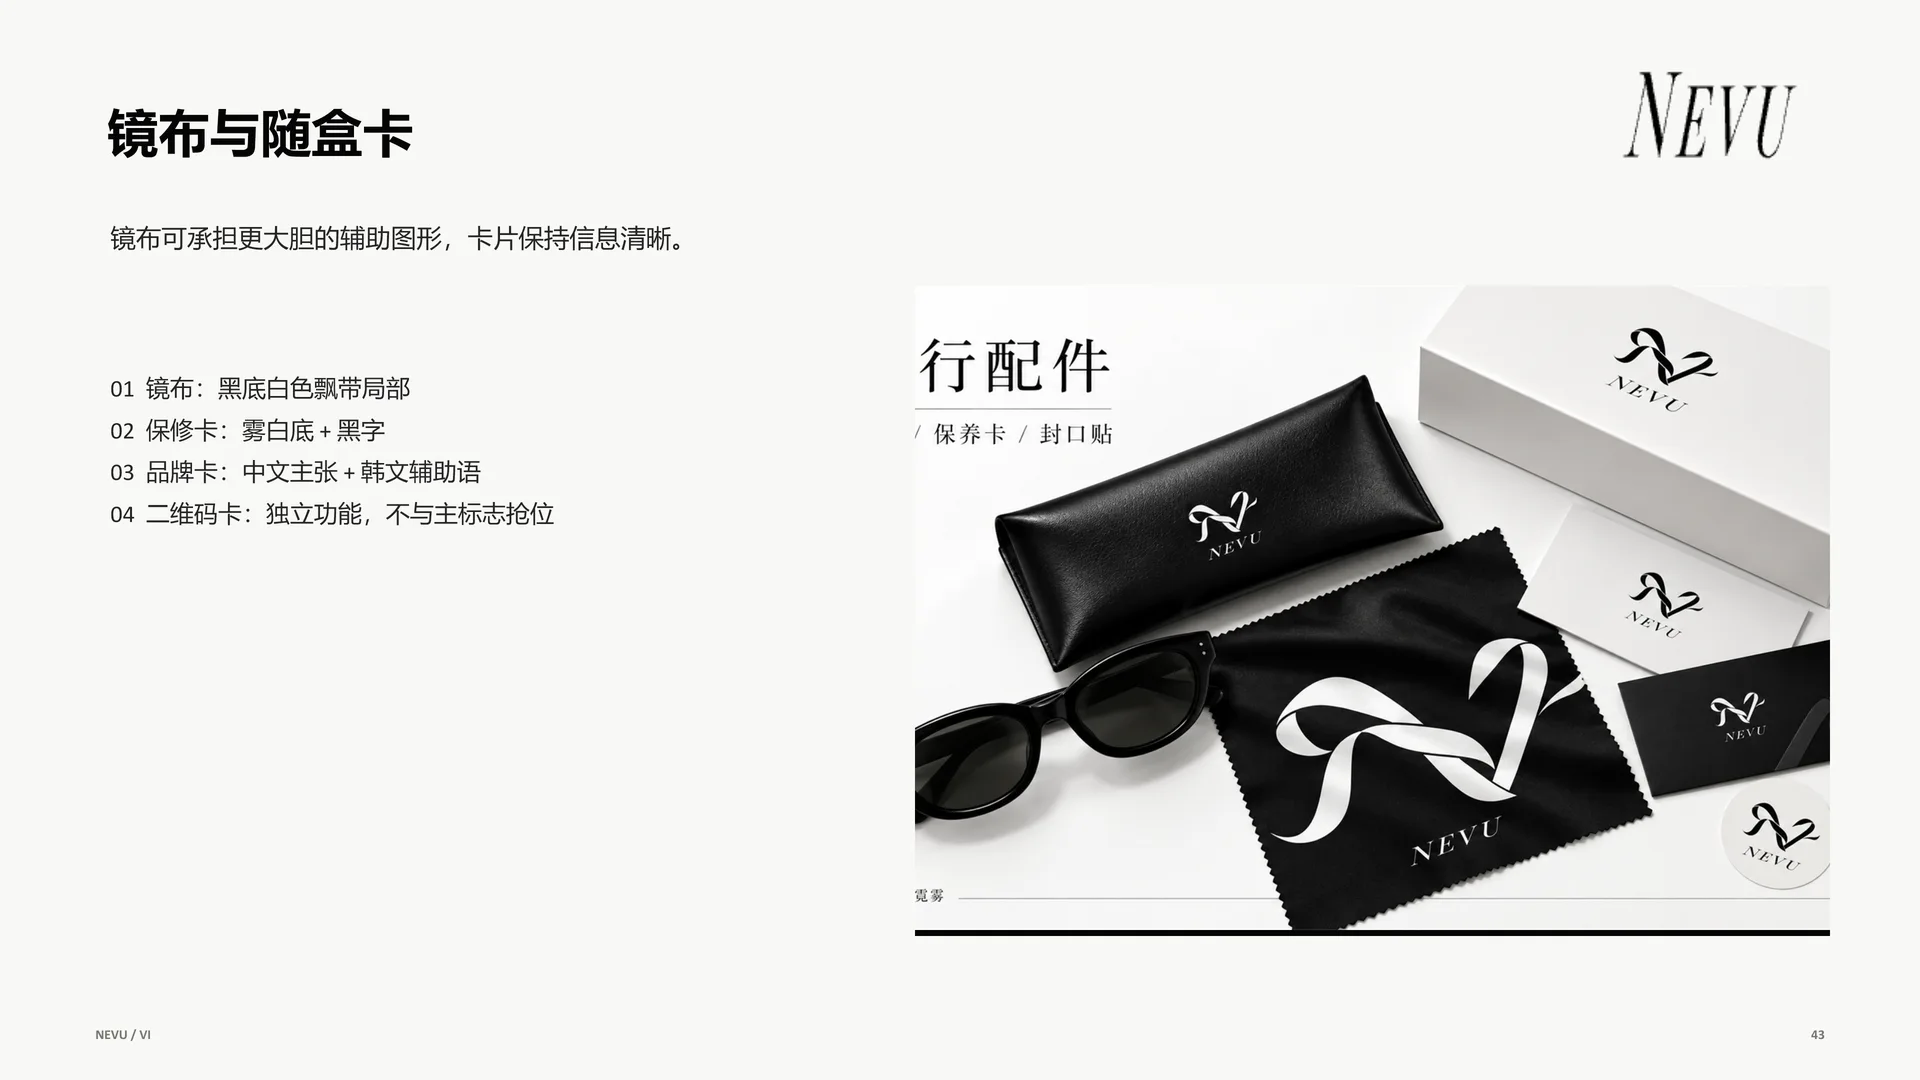 镜布与随盒卡
NEVU
镜布可承担更大胆的辅助图形，卡片保持信息清晰。
01 镜布：黑底白色飘带局部
02 保修卡：雾白底 + 黑字
03 品牌卡：中文主张 + 韩文辅助语
04 二维码卡：独立功能，不与主标志抢位
行配件
/ 保养卡 / 封口贴
NEVU
NEVU
NEVU
NEVU
NEVU
NEVU
霓雾
NEVU / VI
43